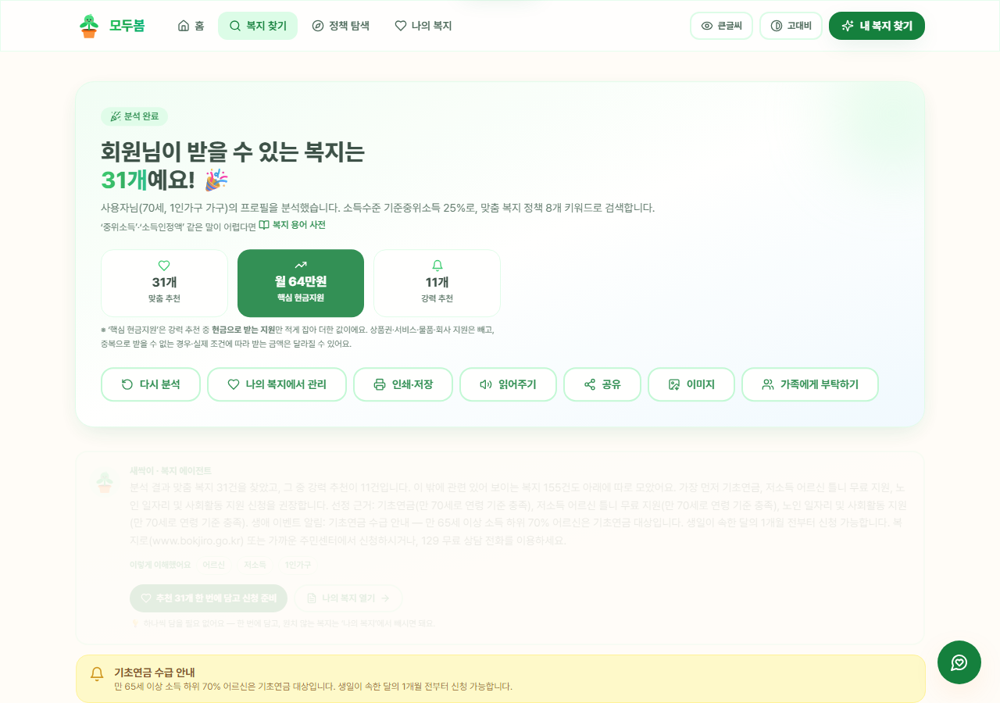 모두봄
홈
복지 찾기
정책 탐색
나의 복지
큰글씨
고대비
내 복지 찾기
분석 완료
회원님이 받을 수 있는 복지는
31개예요! 🎉
사용자님(70세, 1인가구 가구)의 프로필을 분석했습니다. 소득수준 기준중위소득 25%로, 맞춤 복지 정책 8개 키워드로 검색합니다.
'중위소득'·'소득인정액' 같은 말이 어렵다면 복지 용어 사전
31개
맞춤 추천
월 64만원
핵심 현금지원
11개
강력 추천
※ '핵심 현금지원'은 강력 추천 중 현금으로 받는 지원만 적게 잡아 더한 값이에요. 상품권·서비스·물품·회사 지원은 빼고,
중복으로 받을 수 없는 경우·실제 조건에 따라 받는 금액은 달라질 수 있어요.
다시 분석
나의 복지에서 관리
인쇄·저장
읽어주기
공유
이미지
가족에게 부탁하기
새싹이 · 복지 에이전트
분석 결과 맞춤 복지 31건을 찾았고, 그 중 강력 추천이 11건입니다. 이 밖에 관련 있어 보이는 복지 155건도 아래에 따로 모았어요. 가장 먼저 기초연금, 저소득 어르신 틀니 무료 지원, 노
인 일자리 및 사회활동 지원 신청을 권장합니다. 선정 근거: 기초연금(만 70세로 연령 기준 충족), 저소득 어르신 틀니 무료 지원(만 70세로 연령 기준 충족), 노인 일자리 및 사회활동 지원
(만 70세로 연령 기준 충족). 생애 이벤트 알림: 기초연금 수급 안내 — 만 65세 이상 소득 하위 70% 어르신은 기초연금 대상입니다. 생일이 속한 달의 1개월 전부터 신청 가능합니다. 복
지로(www.bokjiro.go.kr) 또는 가까운 주민센터에서 신청하시거나, 129 무료 상담 전화를 이용하세요.
이렇게 이해했어요 어르신 저소득 1인가구
추천 31개 한 번에 담고 신청 준비
나의 복지 열기 →
👇 하나씩 담을 필요 없어요 — 한 번에 담고, 원치 않는 복지는 '나의 복지'에서 빼시면 돼요.
기초연금 수급 안내
만 65세 이상 소득 하위 70% 어르신은 기초연금 대상입니다. 생일이 속한 달의 1개월 전부터 신청 가능합니다.